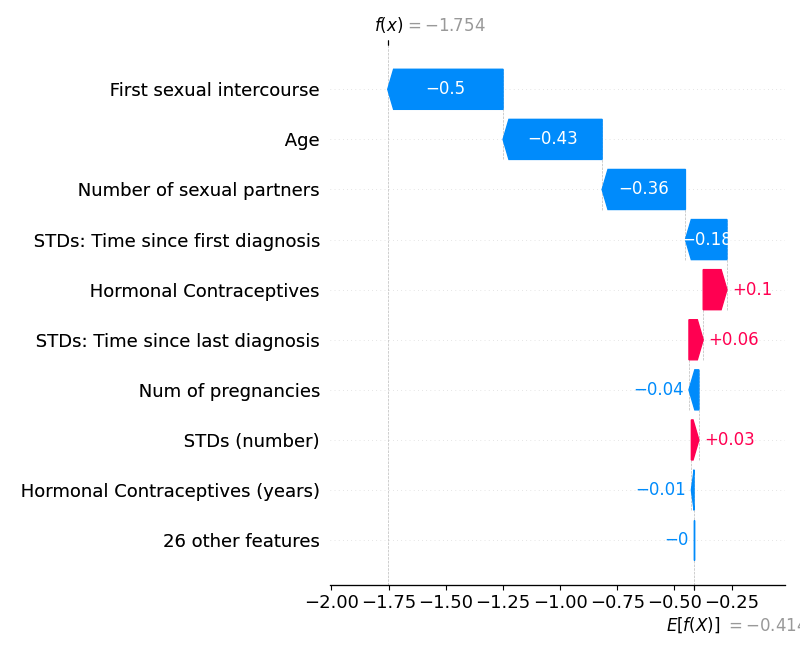 f(x) = −1.754
First sexual intercourse −0.5
Age −0.43
Number of sexual partners −0.36
STDs: Time since first diagnosis −0.18
Hormonal Contraceptives +0.1
STDs: Time since last diagnosis +0.06
Num of pregnancies −0.04
STDs (number) +0.03
Hormonal Contraceptives (years) −0.01
26 other features −0
−2.00 −1.75 −1.50 −1.25 −1.00 −0.75 −0.50 −0.25
E[f(X)] = −0.414